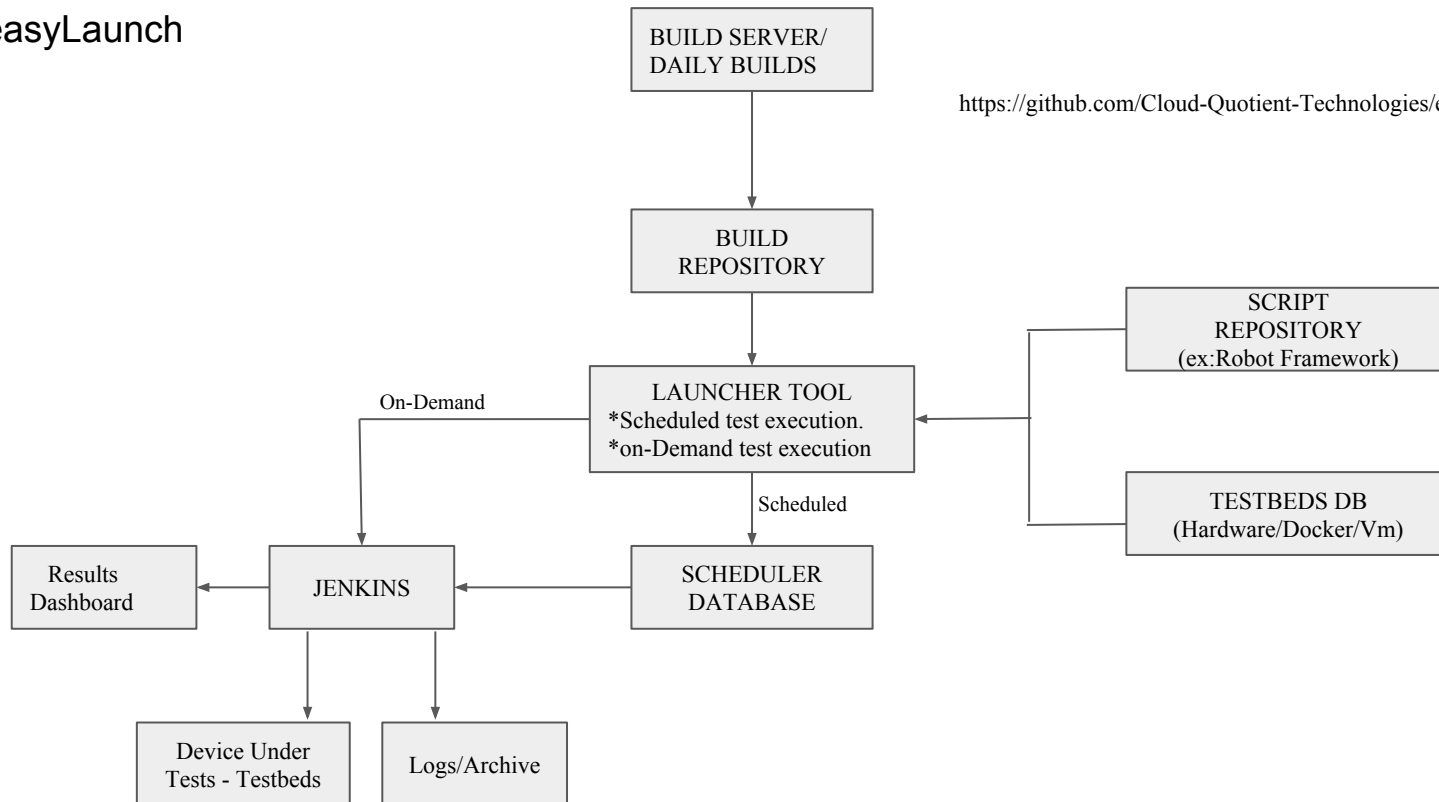 easyLaunch
BUILD SERVER/
DAILY BUILDS
https://github.com/Cloud-Quotient-Technologies/e
BUILD
REPOSITORY
SCRIPT
REPOSITORY
(ex:Robot Framework)
LAUNCHER TOOL
*Scheduled test execution.
*on-Demand test execution
On-Demand
Scheduled
TESTBEDS DB
(Hardware/Docker/Vm)
Results
Dashboard
JENKINS
SCHEDULER
DATABASE
Device Under
Tests - Testbeds
Logs/Archive